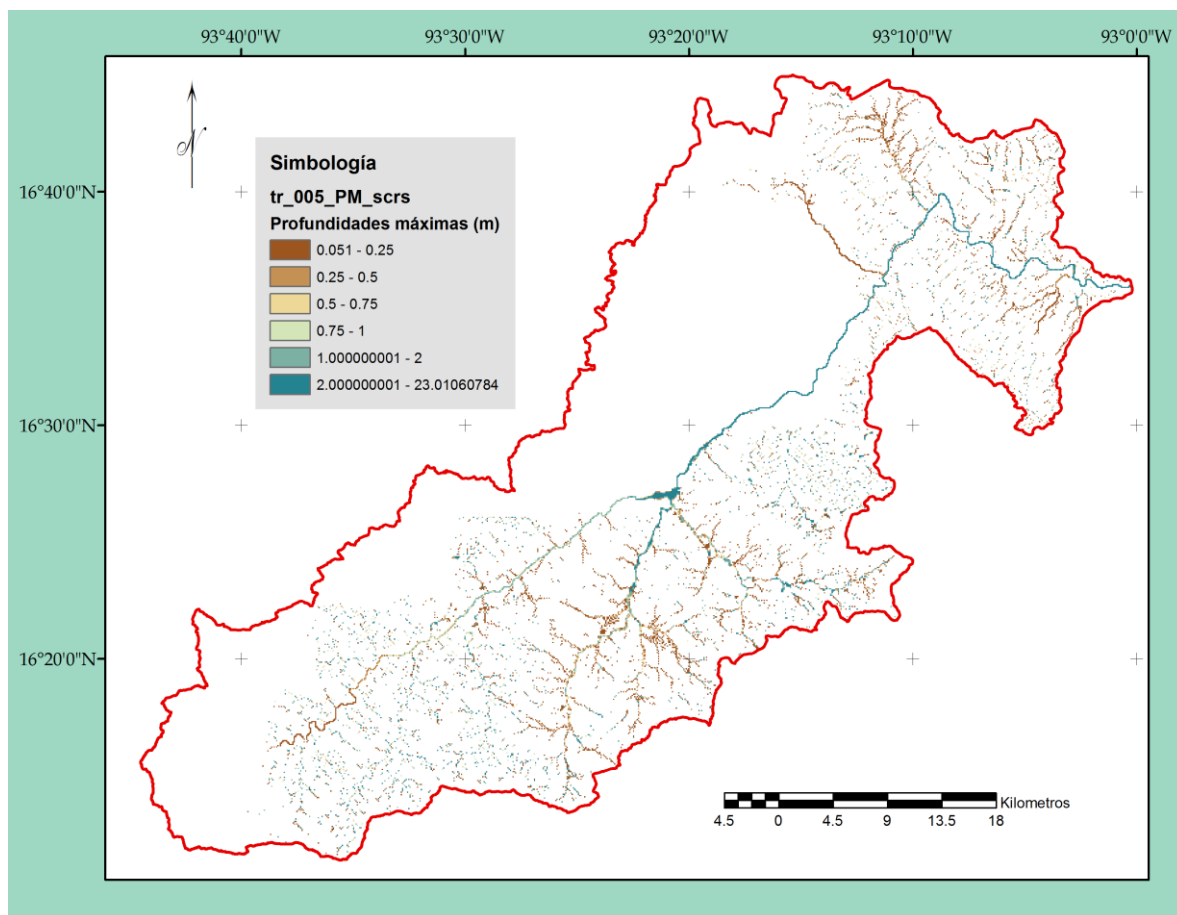 93°40'0"W 93°30'0"W 93°20'0"W 93°10'0"W 93°0'0"W
N
Simbología
tr_005_PM_scrs
Profundidades máximas (m)
0.051 - 0.25
0.25 - 0.5
0.5 - 0.75
0.75 - 1
1.000000001 - 2
2.000000001 - 23.01060784
16°40'0"N
16°30'0"N
16°20'0"N
Kilometros
4.5 0 4.5 9 13.5 18